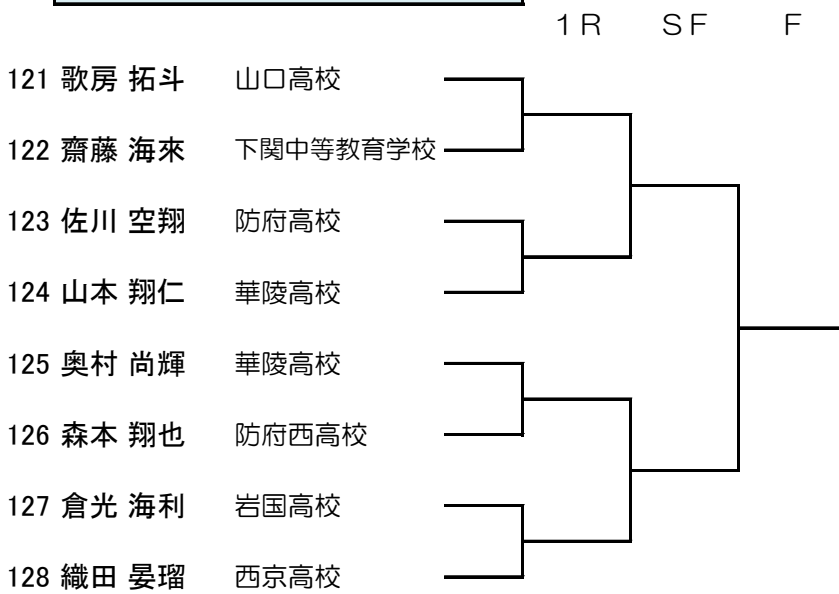 １Ｒ ＳＦ Ｆ
121 歌房 拓斗 山口高校
122 齋藤 海來 下関中等教育学校
123 佐川 空翔 防府高校
124 山本 翔仁 華陵高校
125 奥村 尚輝 華陵高校
126 森本 翔也 防府西高校
127 倉光 海利 岩国高校
128 織田 晏瑠 西京高校